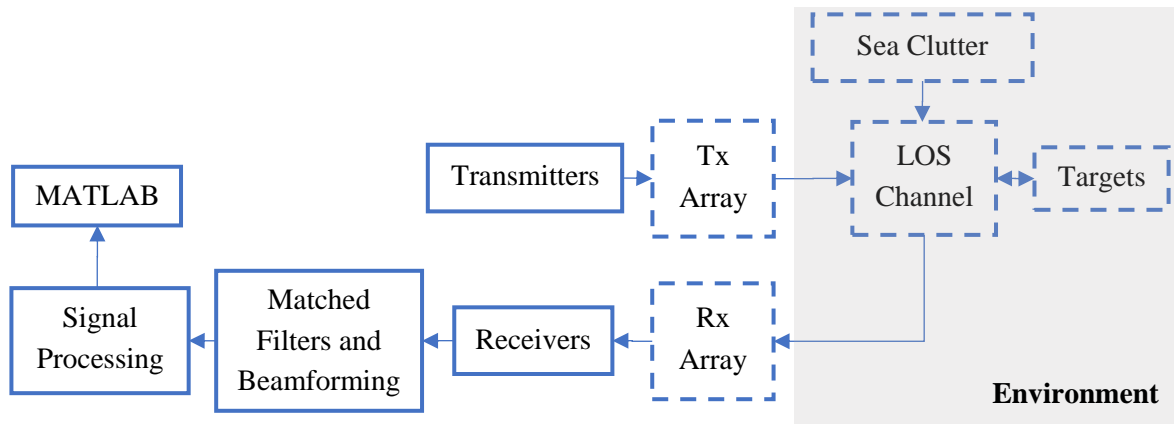 Sea Clutter
Transmitters
Tx
Array
LOS
Channel
Targets
MATLAB
Signal
Processing
Matched
Filters and
Beamforming
Receivers
Rx
Array
Environment